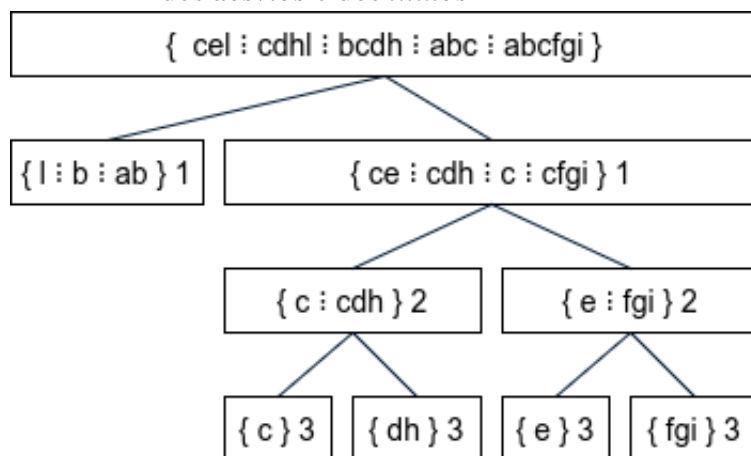 { cel ⋮ cdhl ⋮ bcdh ⋮ abc ⋮ abcfgi }
{ l ⋮ b ⋮ ab } 1
{ ce ⋮ cdh ⋮ c ⋮ cfgi } 1
{ c ⋮ cdh } 2
{ e ⋮ fgi } 2
{ c } 3
{ dh } 3
{ e } 3
{ fgi } 3